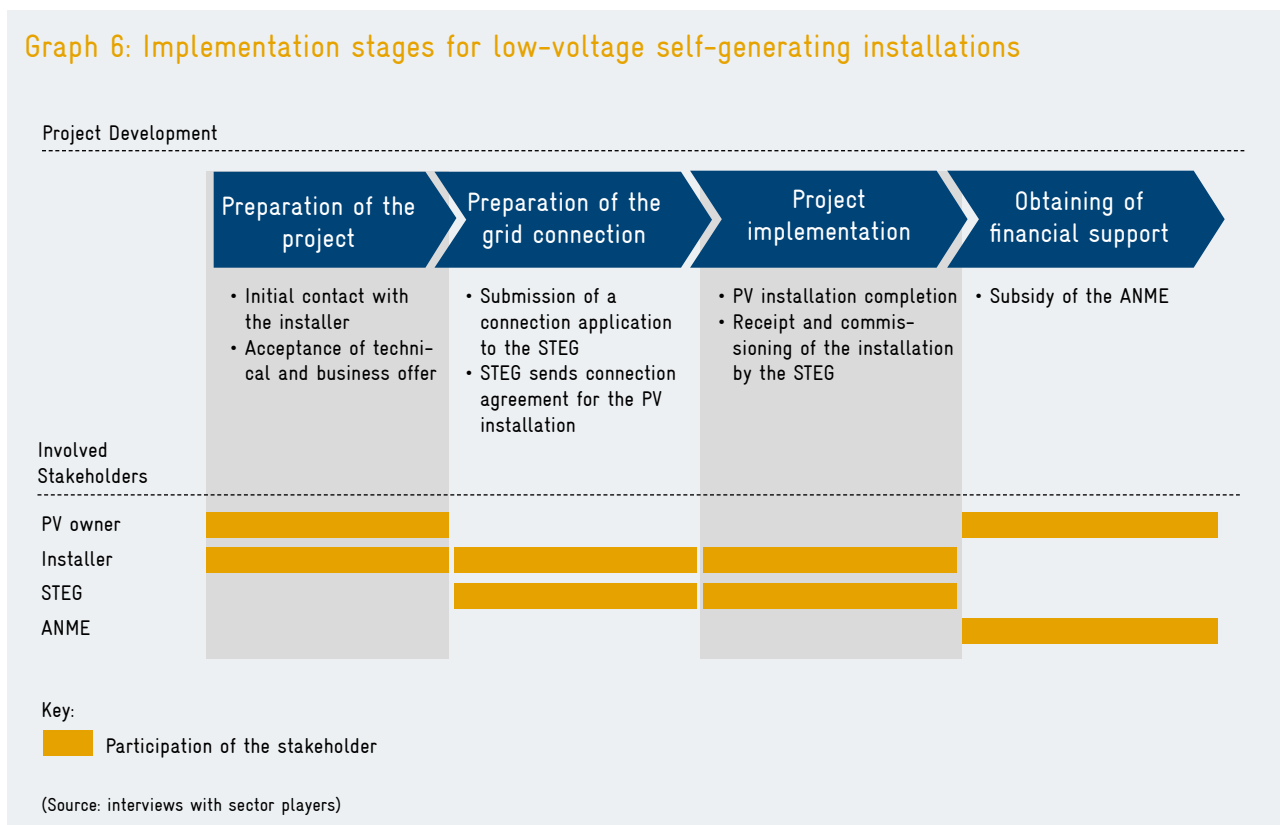 Graph 6: Implementation stages for low-voltage self-generating installations
Project Development
Preparation of the
project
Preparation of the
grid connection
Project
implementation
Obtaining of
financial support
• Initial contact with
the installer
• Acceptance of techni-
cal and business offer
• Submission of a
connection application
to the STEG
• STEG sends connection
agreement for the PV
installation
• PV installation completion
• Receipt and commis-
sioning of the installation
by the STEG
• Subsidy of the ANME
Involved
Stakeholders
PV owner
Installer
STEG
ANME
Key:
Participation of the stakeholder
(Source: interviews with sector players)